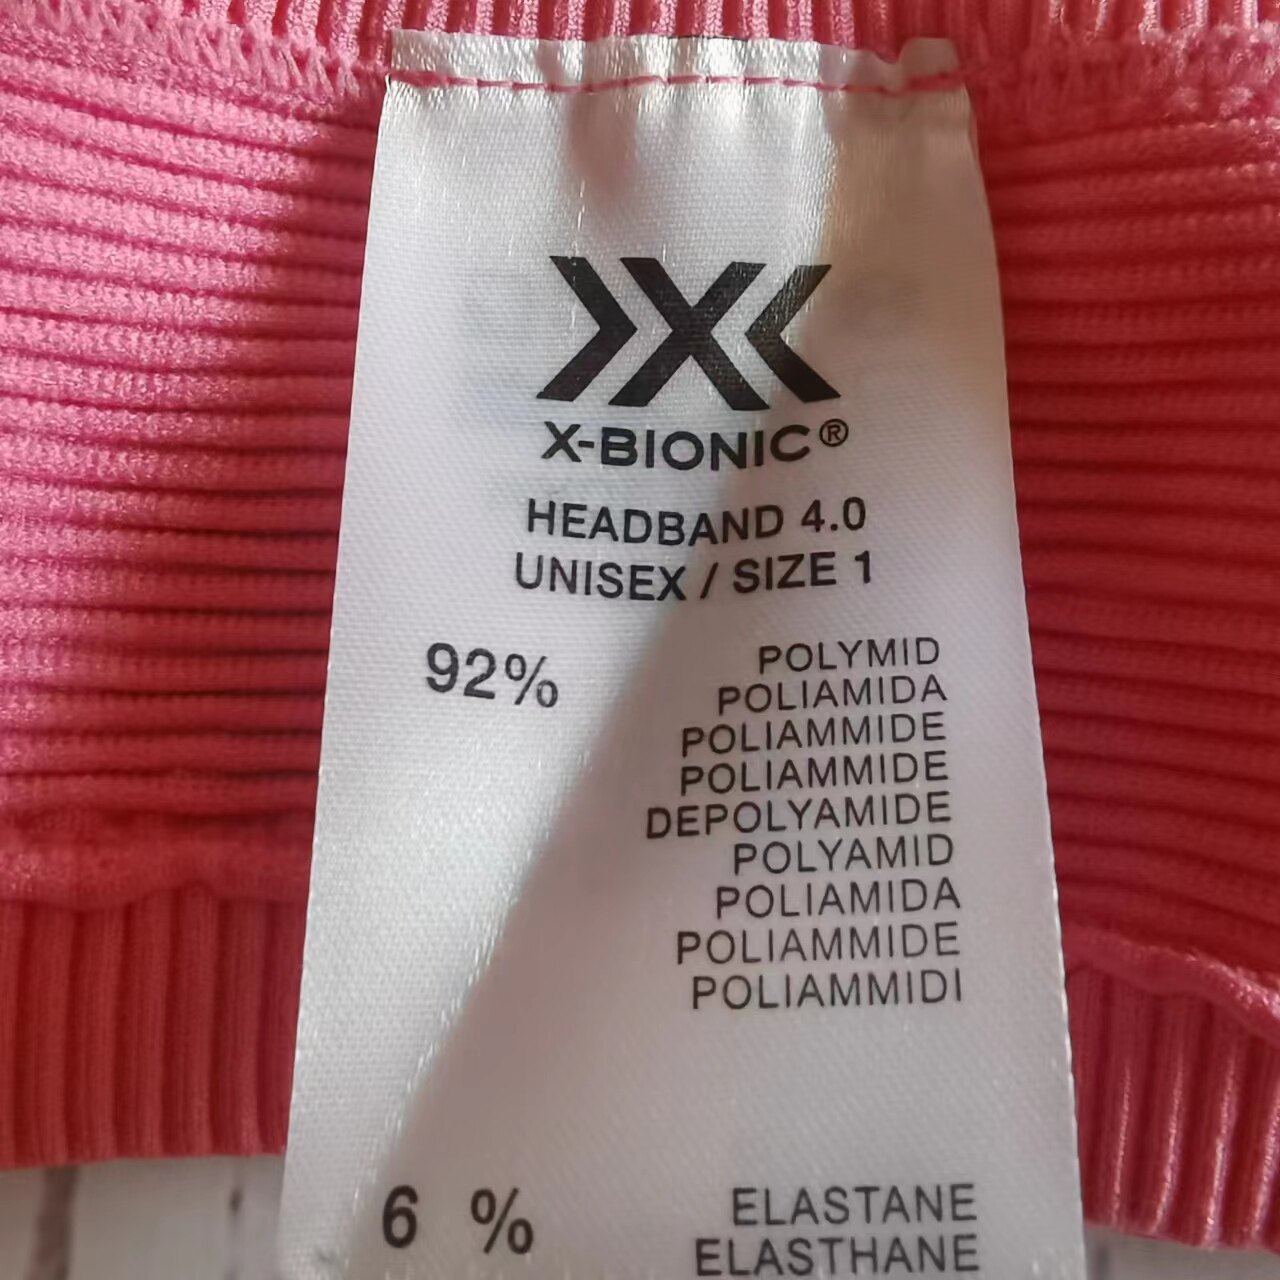 X-BIONIC®
HEADBAND 4.0
UNISEX / SIZE 1
92% POLYMID
POLIAMIDA
POLIAMMIDE
POLIAMMIDE
DEPOLYAMIDE
POLYAMID
POLIAMIDA
POLIAMMIDE
POLIAMMIDI
6 % ELASTANE
ELASTHANE